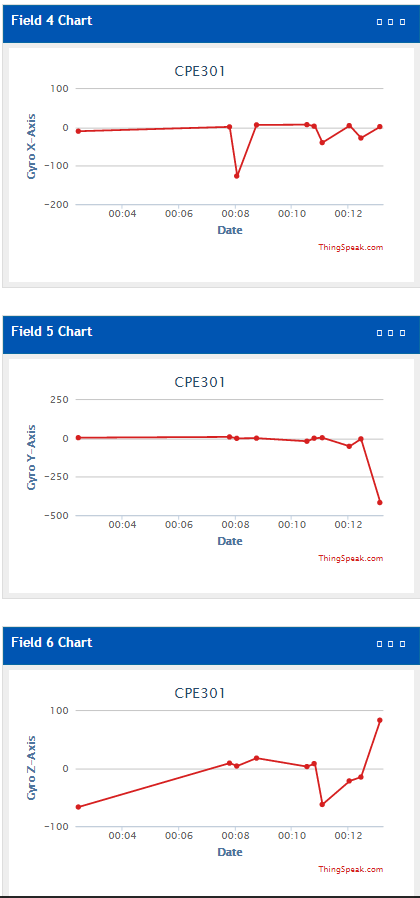 Field 4 Chart
CPE301
100
0
-100
-200
Gyro X-Axis
00:04 00:06 00:08 00:10 00:12
Date
ThingSpeak.com
Field 5 Chart
CPE301
250
0
-250
-500
Gyro Y-Axis
00:04 00:06 00:08 00:10 00:12
Date
ThingSpeak.com
Field 6 Chart
CPE301
100
0
-100
Gyro Z-Axis
00:04 00:06 00:08 00:10 00:12
Date
ThingSpeak.com